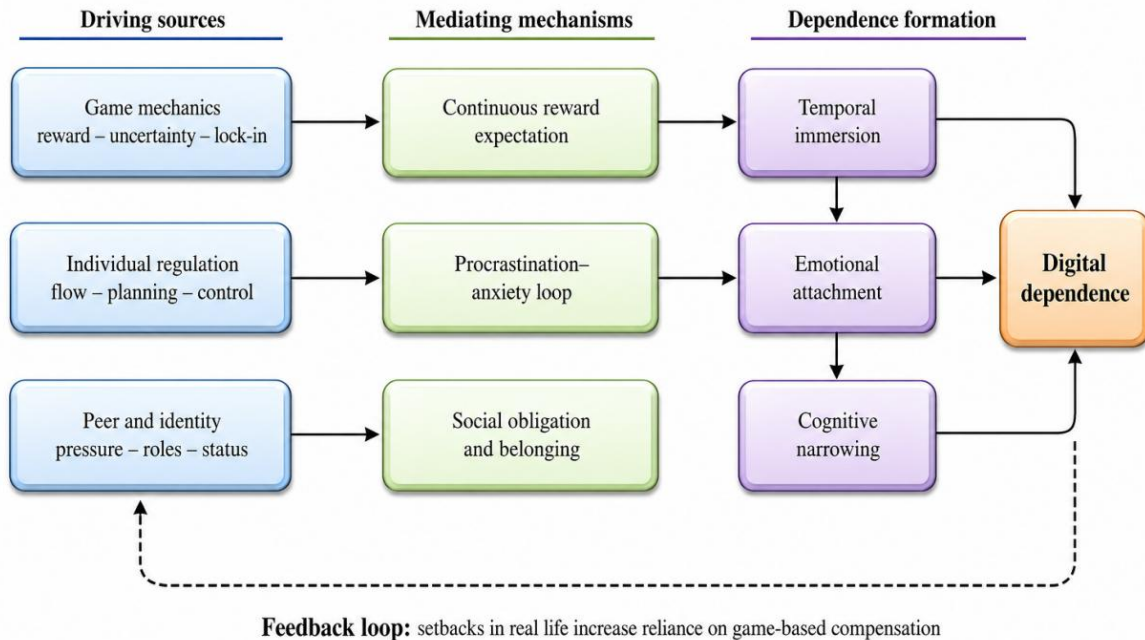 Driving sources
Mediating mechanisms
Dependence formation
Game mechanics
reward – uncertainty – lock-in
Continuous reward
expectation
Temporal
immersion
Individual regulation
flow – planning – control
Procrastination–
anxiety loop
Emotional
attachment
Digital
dependence
Peer and identity
pressure – roles – status
Social obligation
and belonging
Cognitive
narrowing
Feedback loop: setbacks in real life increase reliance on game-based compensation